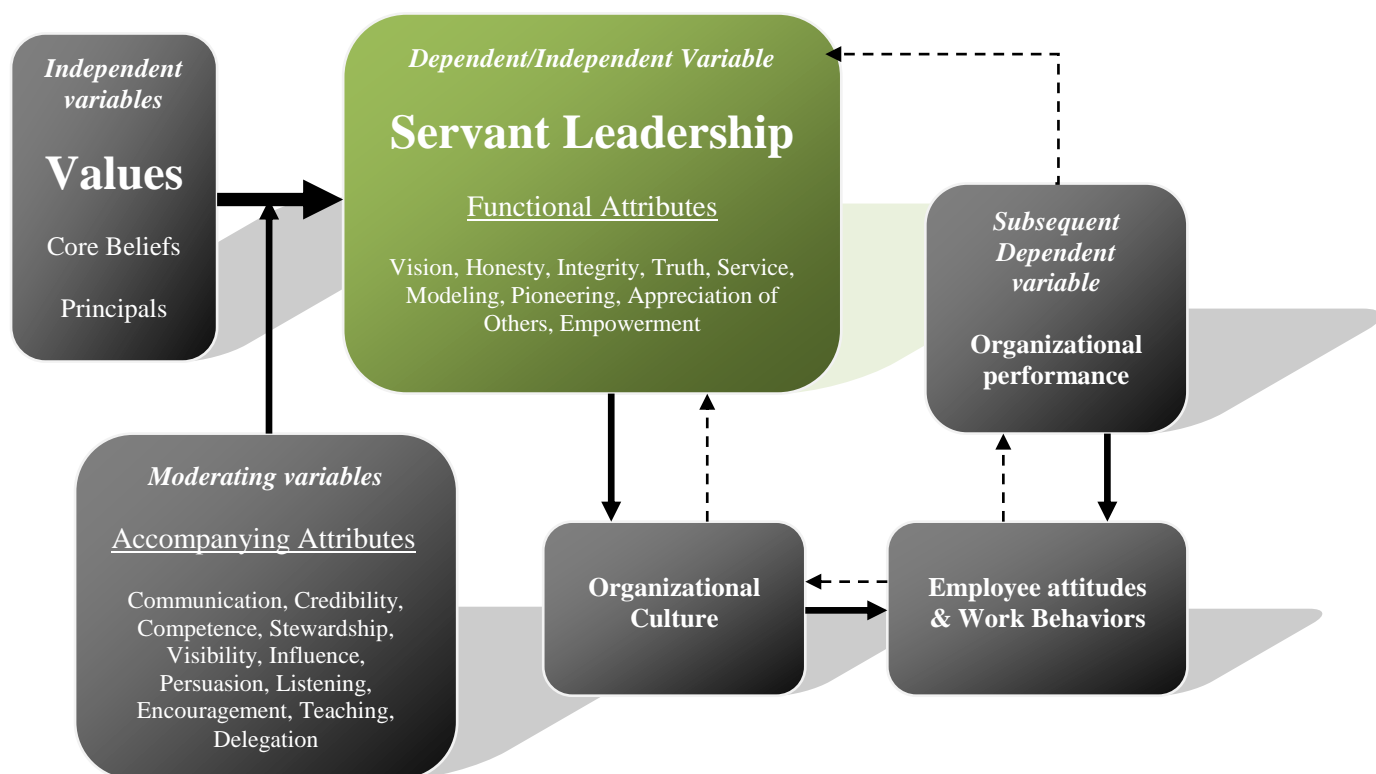 Independent
variables
Values
Core Beliefs
Principals
Dependent/Independent Variable
Servant Leadership
Functional Attributes
Vision, Honesty, Integrity, Truth, Service,
Modeling, Pioneering, Appreciation of
Others, Empowerment
Subsequent
Dependent
variable
Organizational
performance
Moderating variables
Accompanying Attributes
Communication, Credibility,
Competence, Stewardship,
Visibility, Influence,
Persuasion, Listening,
Encouragement, Teaching,
Delegation
Organizational
Culture
Employee attitudes
& Work Behaviors